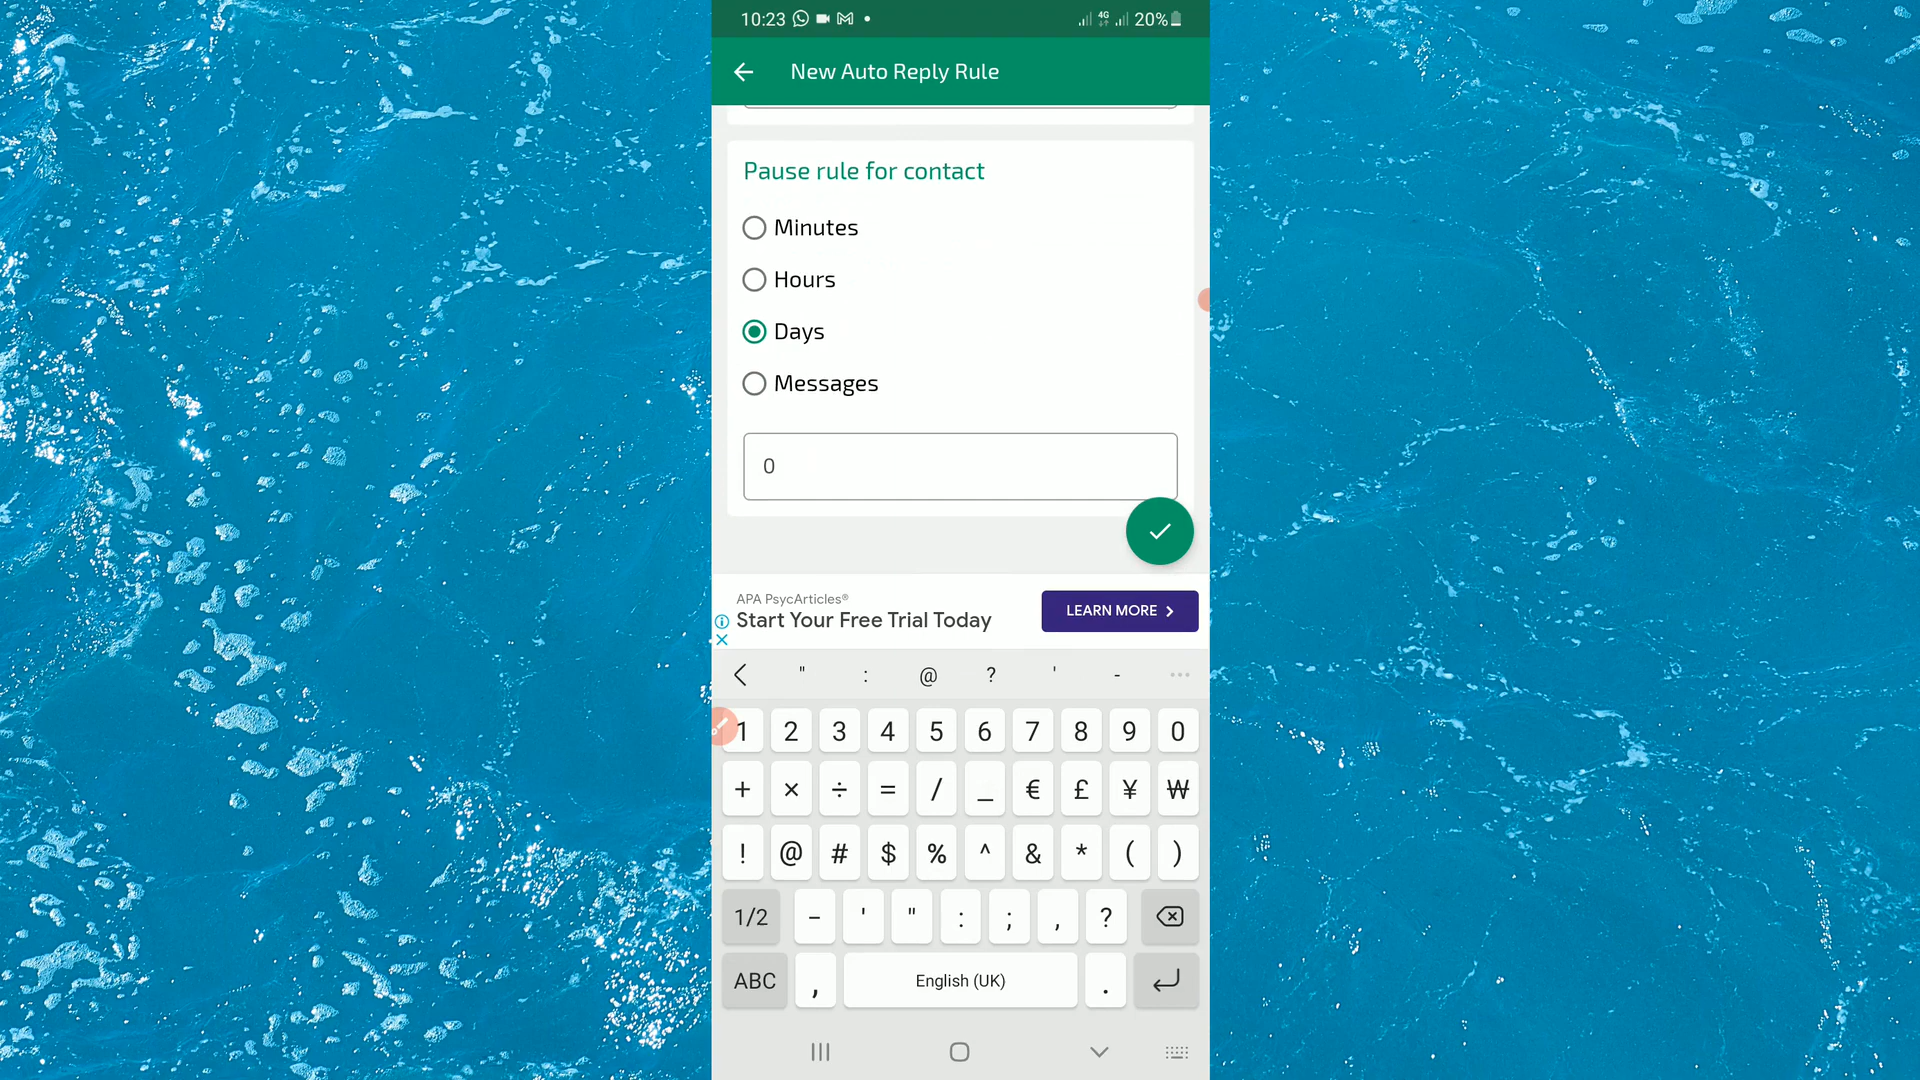 10:23 4G 20%
New Auto Reply Rule
Pause rule for contact
Minutes
Hours
Days
Messages
0
APA PsycArticles®
Start Your Free Trial Today
LEARN MORE
" : @ ? ' -
1 2 3 4 5 6 7 8 9 0
+ × ÷ = / _ € £ ¥ ₩
! @ # $ % ^ & * ( )
1/2 - ' " : ; , ?
ABC , English (UK) .